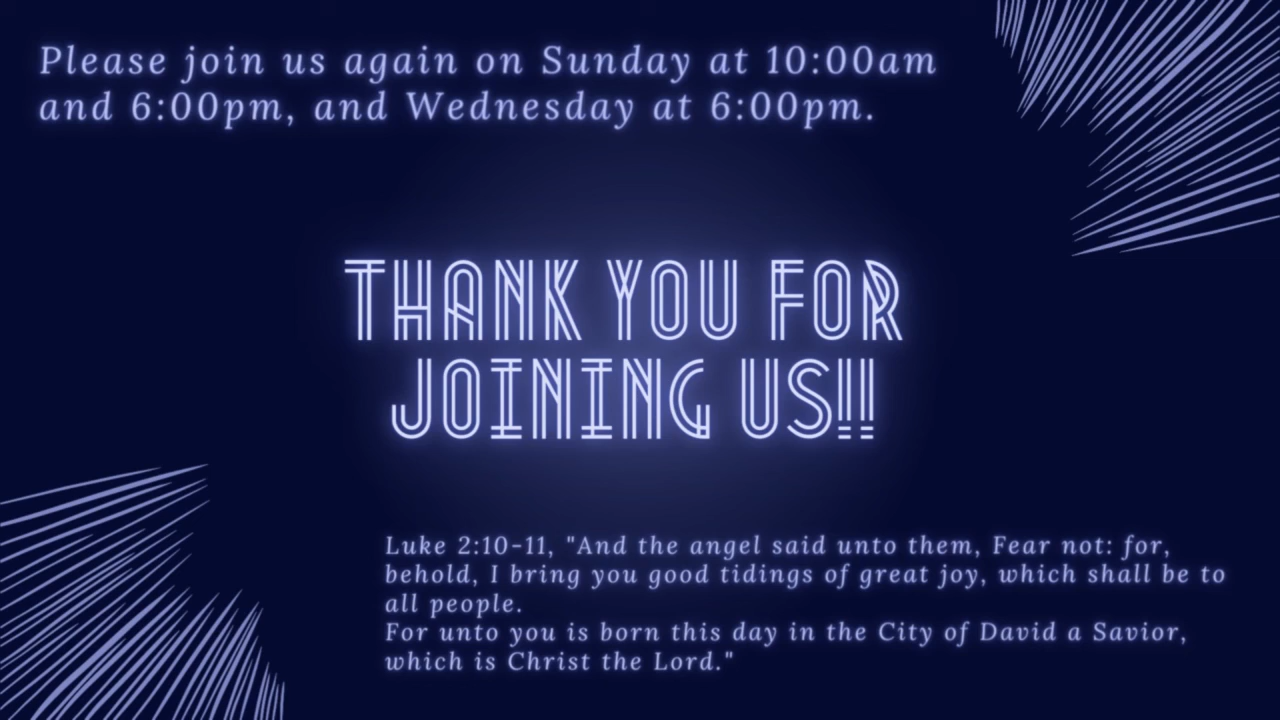 Please join us again on Sunday at 10:00am
and 6:00pm, and Wednesday at 6:00pm.
THANK YOU FOR
JOINING US!!
Luke 2:10-11, "And the angel said unto them, Fear not: for,
behold, I bring you good tidings of great joy, which shall be to
all people.
For unto you is born this day in the City of David a Savior,
which is Christ the Lord."